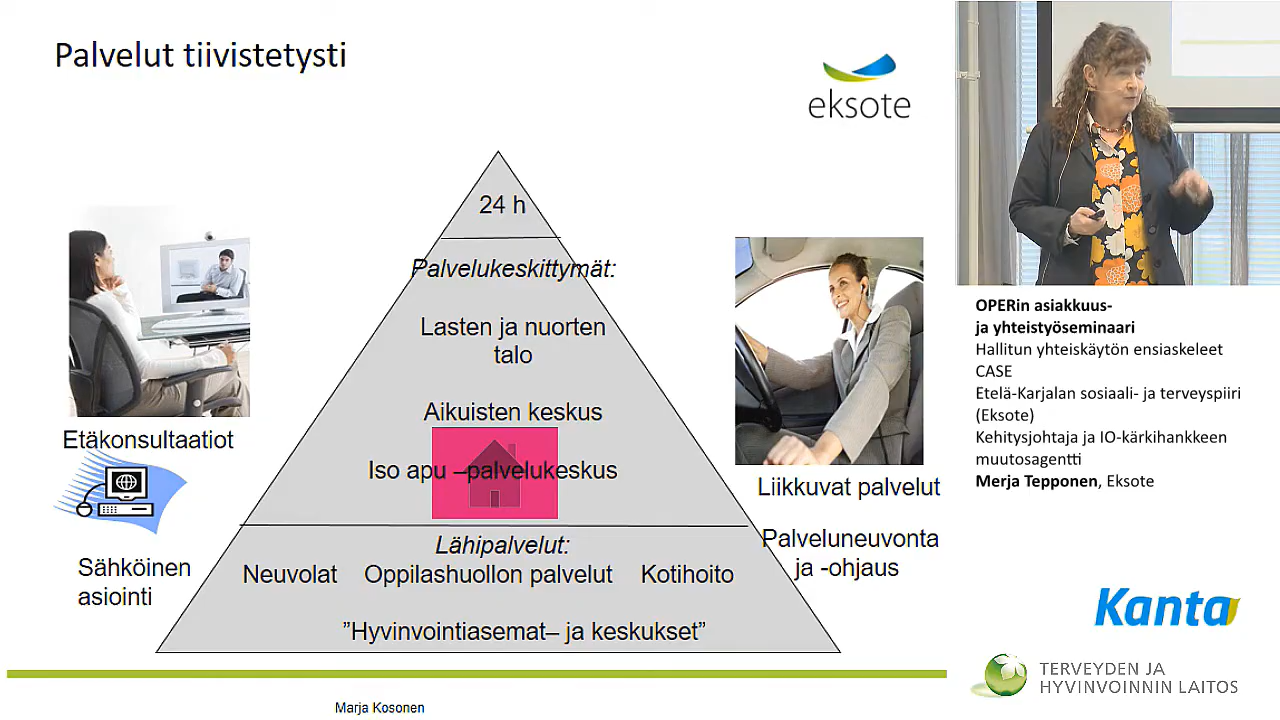 Palvelut tiivistetysti
eksote
24 h
Palvelukeskittymät:
Lasten ja nuorten
talo
Aikuisten keskus
Iso apu –palvelukeskus
Lähipalvelut:
Neuvolat Oppilashuollon palvelut Kotihoito
”Hyvinvointiasemat– ja keskukset”
Etäkonsultaatiot
Sähköinen
asiointi
Liikkuvat palvelut
Palveluneuvonta
ja -ohjaus
Marja Kosonen
OPERin asiakkuus-
ja yhteistyöseminaari
Hallitun yhteiskäytön ensiaskeleet
CASE
Etelä-Karjalan sosiaali- ja terveyspiiri
(Eksote)
Kehitysjohtaja ja IO-kärkihankkeen
muutosagentti
Merja Tepponen, Eksote
Kanta
TERVEYDEN JA
HYVINVOINNIN LAITOS